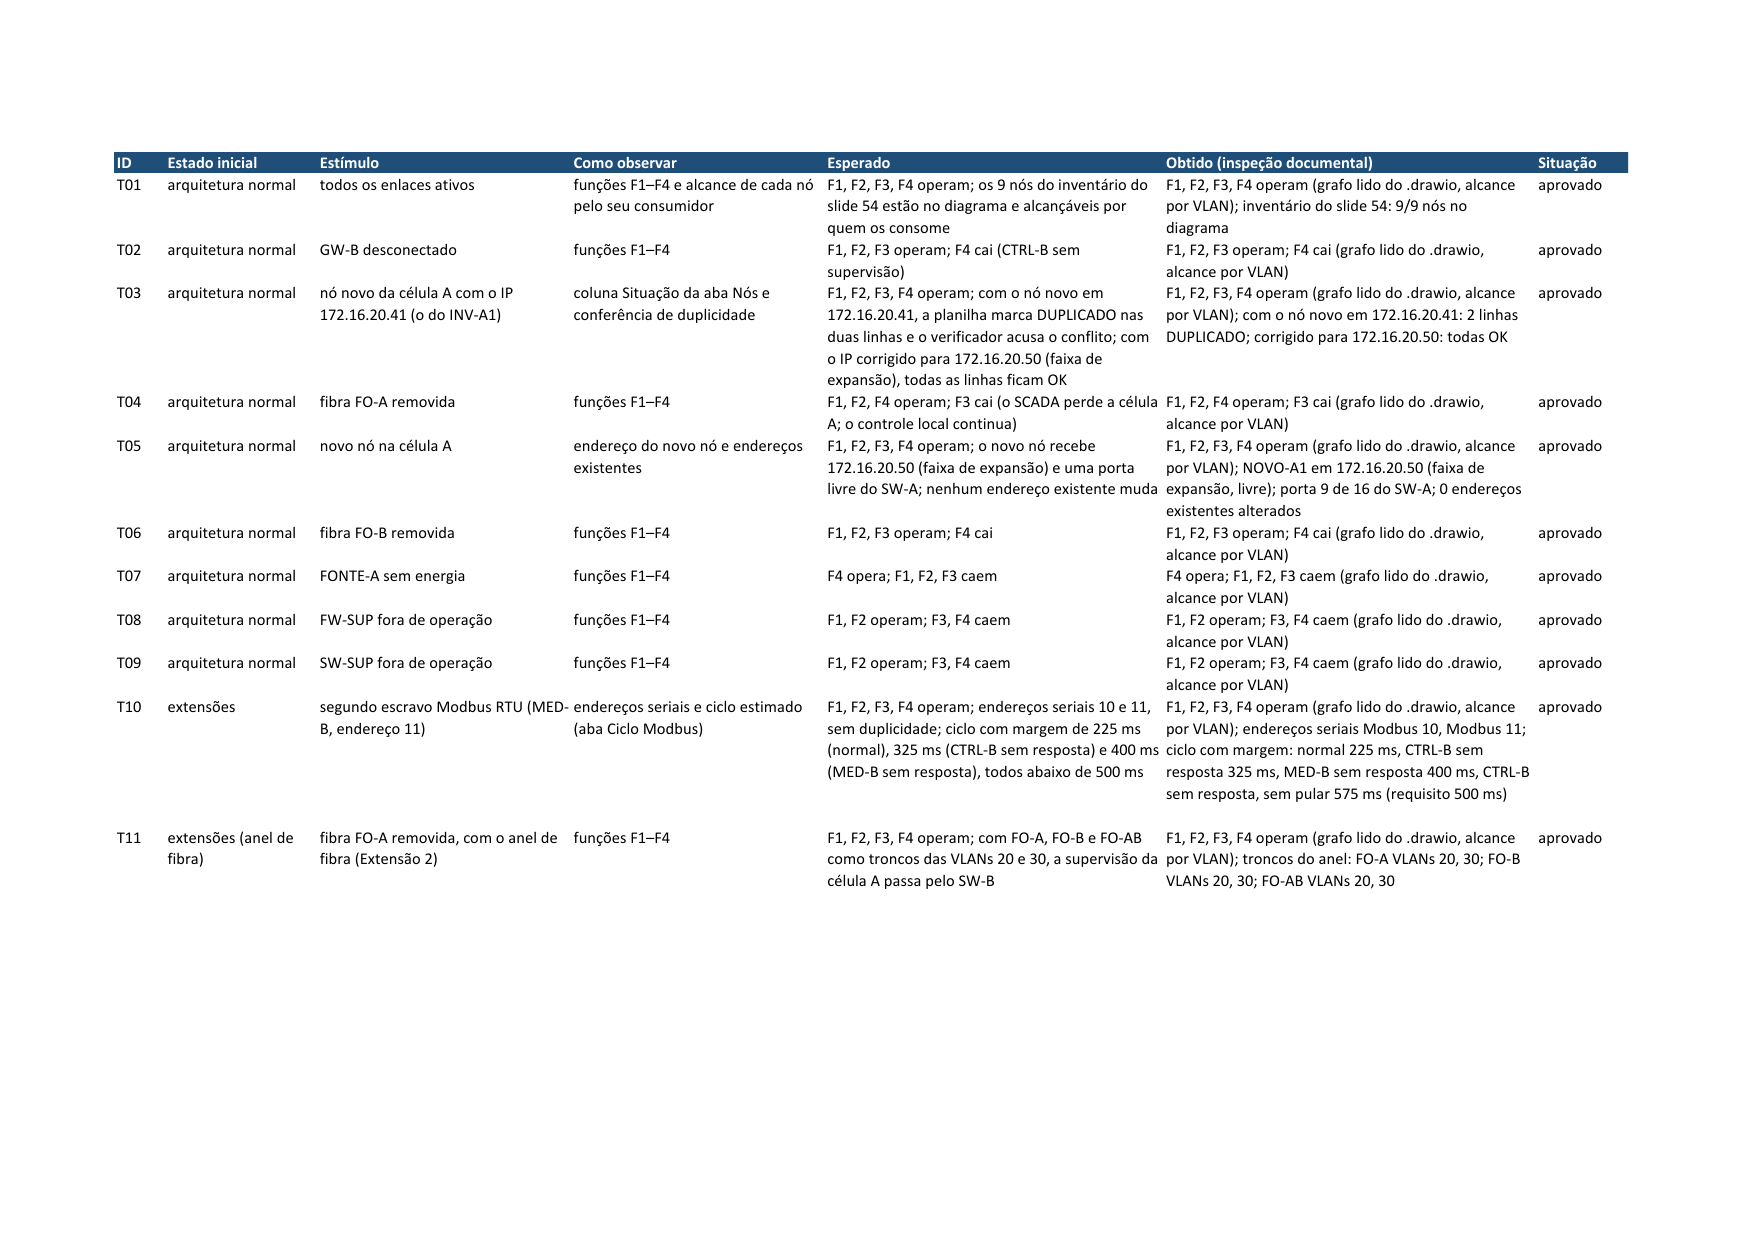 ID Estado inicial Estímulo Como observar Esperado Obtido (inspeção documental) Situação
T01 arquitetura normal todos os enlaces ativos funções F1–F4 e alcance de cada nó F1, F2, F3, F4 operam; os 9 nós do inventário do F1, F2, F3, F4 operam (grafo lido do .drawio, alcance aprovado
pelo seu consumidor slide 54 estão no diagrama e alcançáveis por por VLAN); inventário do slide 54: 9/9 nós no
quem os consome diagrama
T02 arquitetura normal GW-B desconectado funções F1–F4 F1, F2, F3 operam; F4 cai (CTRL-B sem F1, F2, F3 operam; F4 cai (grafo lido do .drawio, aprovado
supervisão) alcance por VLAN)
T03 arquitetura normal nó novo da célula A com o IP coluna Situação da aba Nós e F1, F2, F3, F4 operam; com o nó novo em F1, F2, F3, F4 operam (grafo lido do .drawio, alcance aprovado
172.16.20.41 (o do INV-A1) conferência de duplicidade 172.16.20.41, a planilha marca DUPLICADO nas por VLAN); com o nó novo em 172.16.20.41: 2 linhas
duas linhas e o verificador acusa o conflito; com DUPLICADO; corrigido para 172.16.20.50: todas OK
o IP corrigido para 172.16.20.50 (faixa de
expansão), todas as linhas ficam OK
T04 arquitetura normal fibra FO-A removida funções F1–F4 F1, F2, F4 operam; F3 cai (o SCADA perde a célula F1, F2, F4 operam; F3 cai (grafo lido do .drawio, aprovado
A; o controle local continua) alcance por VLAN)
T05 arquitetura normal novo nó na célula A endereço do novo nó e endereços F1, F2, F3, F4 operam; o novo nó recebe F1, F2, F3, F4 operam (grafo lido do .drawio, alcance aprovado
existentes 172.16.20.50 (faixa de expansão) e uma porta por VLAN); NOVO-A1 em 172.16.20.50 (faixa de
livre do SW-A; nenhum endereço existente muda expansão, livre); porta 9 de 16 do SW-A; 0 endereços
existentes alterados
T06 arquitetura normal fibra FO-B removida funções F1–F4 F1, F2, F3 operam; F4 cai F1, F2, F3 operam; F4 cai (grafo lido do .drawio, aprovado
alcance por VLAN)
T07 arquitetura normal FONTE-A sem energia funções F1–F4 F4 opera; F1, F2, F3 caem F4 opera; F1, F2, F3 caem (grafo lido do .drawio, aprovado
alcance por VLAN)
T08 arquitetura normal FW-SUP fora de operação funções F1–F4 F1, F2 operam; F3, F4 caem F1, F2 operam; F3, F4 caem (grafo lido do .drawio, aprovado
alcance por VLAN)
T09 arquitetura normal SW-SUP fora de operação funções F1–F4 F1, F2 operam; F3, F4 caem F1, F2 operam; F3, F4 caem (grafo lido do .drawio, aprovado
alcance por VLAN)
T10 extensões segundo escravo Modbus RTU (MED- endereços seriais e ciclo estimado F1, F2, F3, F4 operam; endereços seriais 10 e 11, F1, F2, F3, F4 operam (grafo lido do .drawio, alcance aprovado
B, endereço 11) (aba Ciclo Modbus) sem duplicidade; ciclo com margem de 225 ms por VLAN); endereços seriais Modbus 10, Modbus 11;
(normal), 325 ms (CTRL-B sem resposta) e 400 ms ciclo com margem: normal 225 ms, CTRL-B sem
(MED-B sem resposta), todos abaixo de 500 ms resposta 325 ms, MED-B sem resposta 400 ms, CTRL-B
sem resposta, sem pular 575 ms (requisito 500 ms)
T11 extensões (anel de fibra FO-A removida, com o anel de funções F1–F4 F1, F2, F3, F4 operam; com FO-A, FO-B e FO-AB F1, F2, F3, F4 operam (grafo lido do .drawio, alcance aprovado
fibra) fibra (Extensão 2) como troncos das VLANs 20 e 30, a supervisão da por VLAN); troncos do anel: FO-A VLANs 20, 30; FO-B
célula A passa pelo SW-B VLANs 20, 30; FO-AB VLANs 20, 30